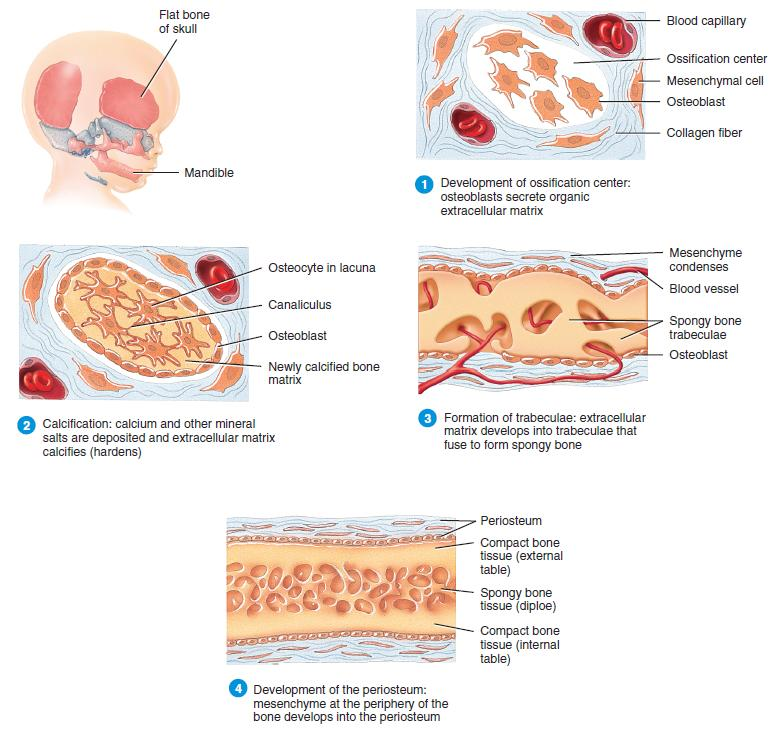 Flat bone
of skull
Mandible
Blood capillary
Ossification center
Mesenchymal cell
Osteoblast
Collagen fiber
1 Development of ossification center:
osteoblasts secrete organic
extracellular matrix
Osteocyte in lacuna
Canaliculus
Osteoblast
Newly calcified bone
matrix
2 Calcification: calcium and other mineral
salts are deposited and extracellular matrix
calcifies (hardens)
Mesenchyme
condenses
Blood vessel
Spongy bone
trabeculae
Osteoblast
3 Formation of trabeculae: extracellular
matrix develops into trabeculae that
fuse to form spongy bone
Periosteum
Compact bone
tissue (external
table)
Spongy bone
tissue (diploe)
Compact bone
tissue (internal
table)
4 Development of the periosteum:
mesenchyme at the periphery of the
bone develops into the periosteum